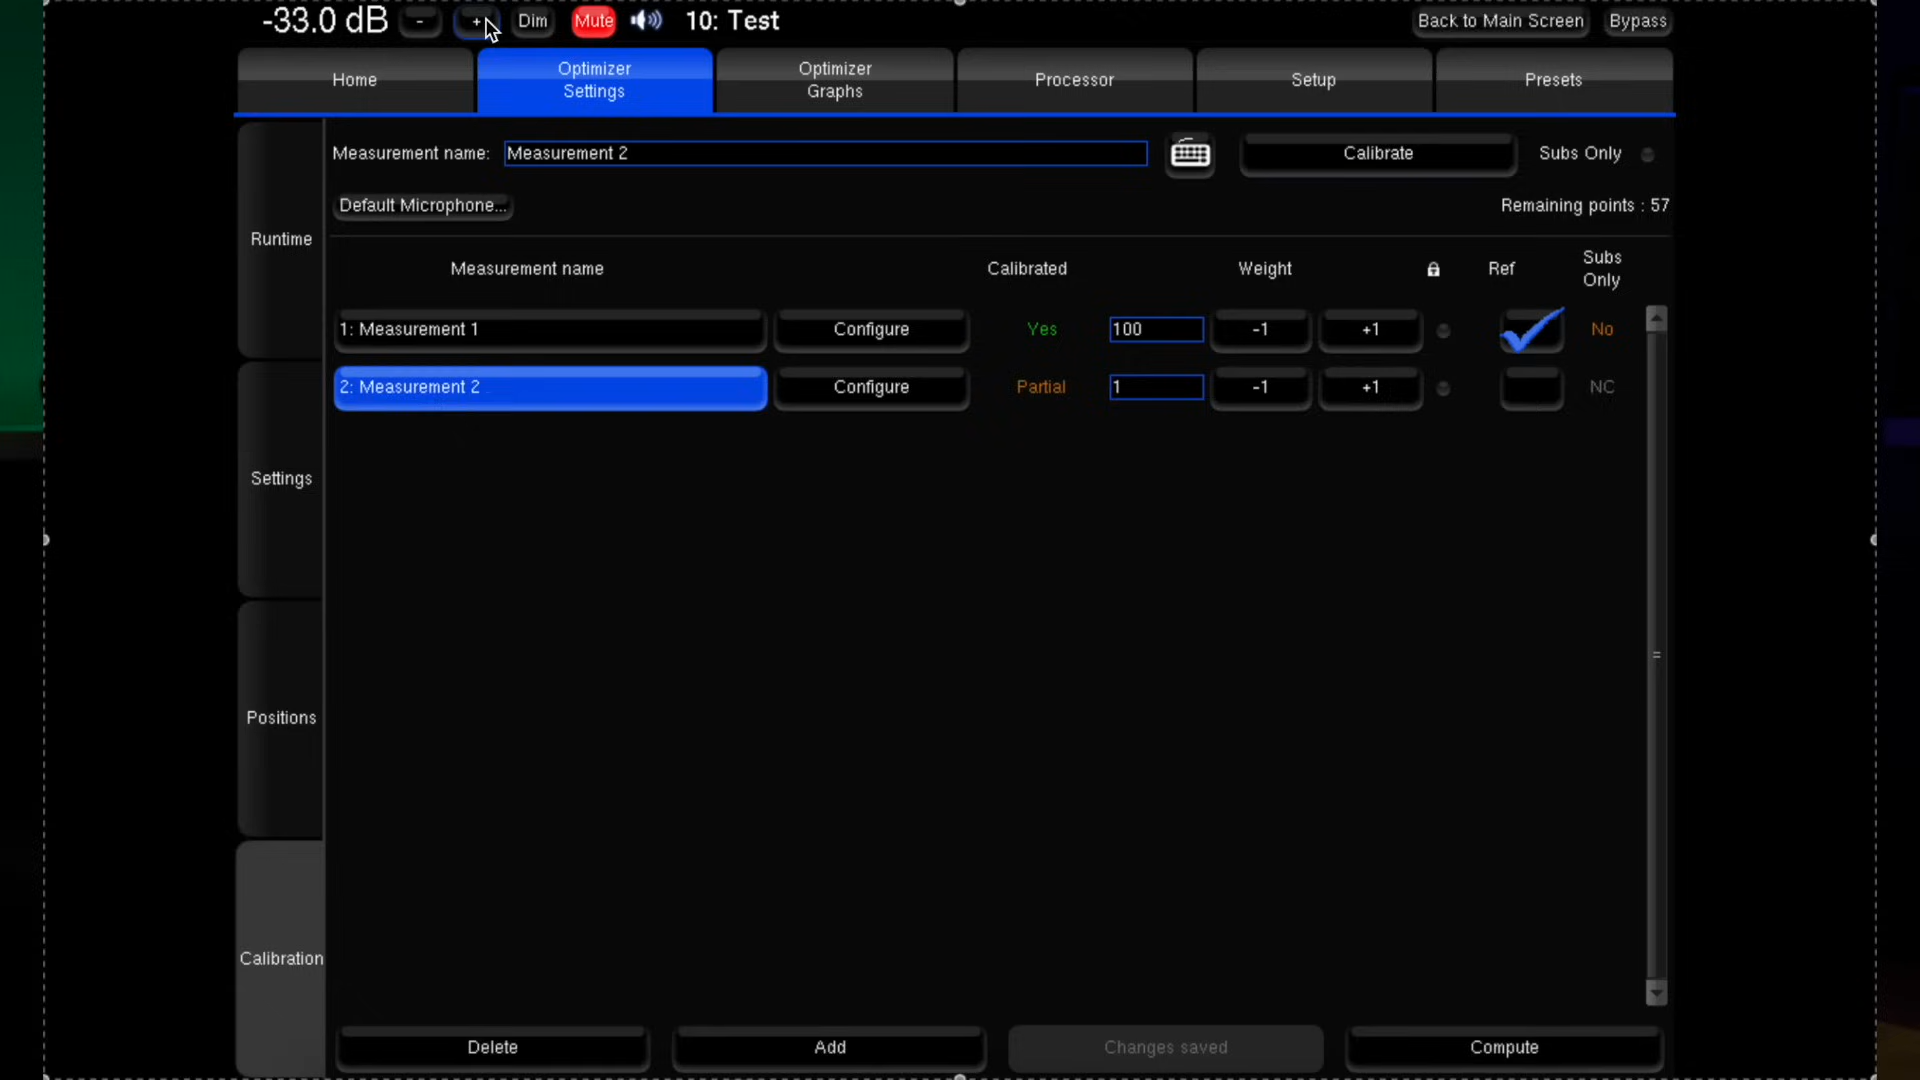 -33.0 dB - + Dim Mute 10: Test Back to Main Screen Bypass
Home Optimizer Settings Optimizer Graphs Processor Setup Presets
Measurement name: Measurement 2 Calibrate Subs Only
Default Microphone... Remaining points : 57
Measurement name Calibrated Weight Ref Subs Only
1: Measurement 1 Configure Yes 100 -1 +1 No
2: Measurement 2 Configure Partial 1 -1 +1 NC
Runtime
Settings
Positions
Calibration
Delete Add Changes saved Compute